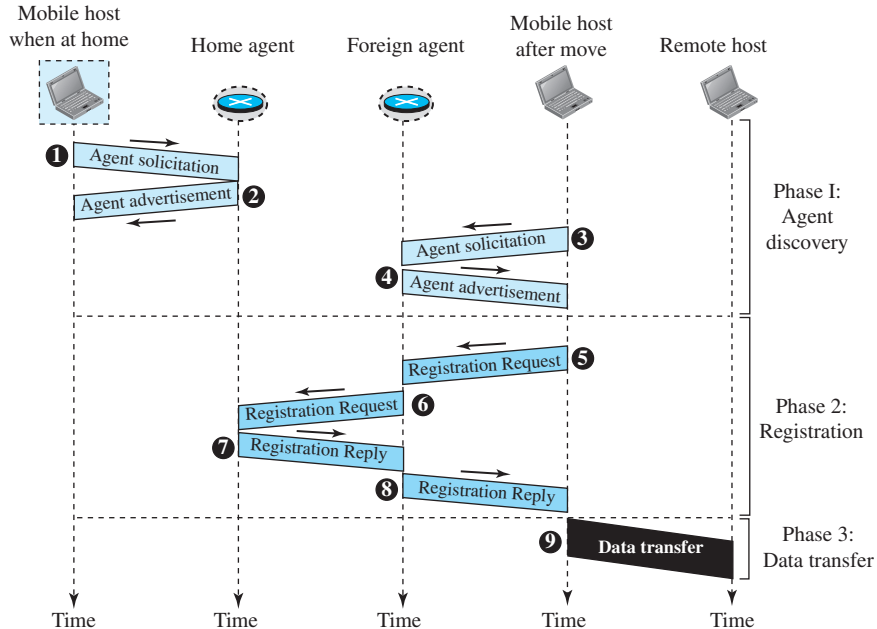 Mobile host
when at home
Home agent
Foreign agent
Mobile host
after move
Remote host
1
Agent solicitation
Agent advertisement
2
Agent solicitation
3
4
Agent advertisement
Phase I:
Agent
discovery
Registration Request
5
Registration Request
6
7
Registration Reply
8
Registration Reply
Phase 2:
Registration
9
Data transfer
Phase 3:
Data transfer
Time
Time
Time
Time
Time